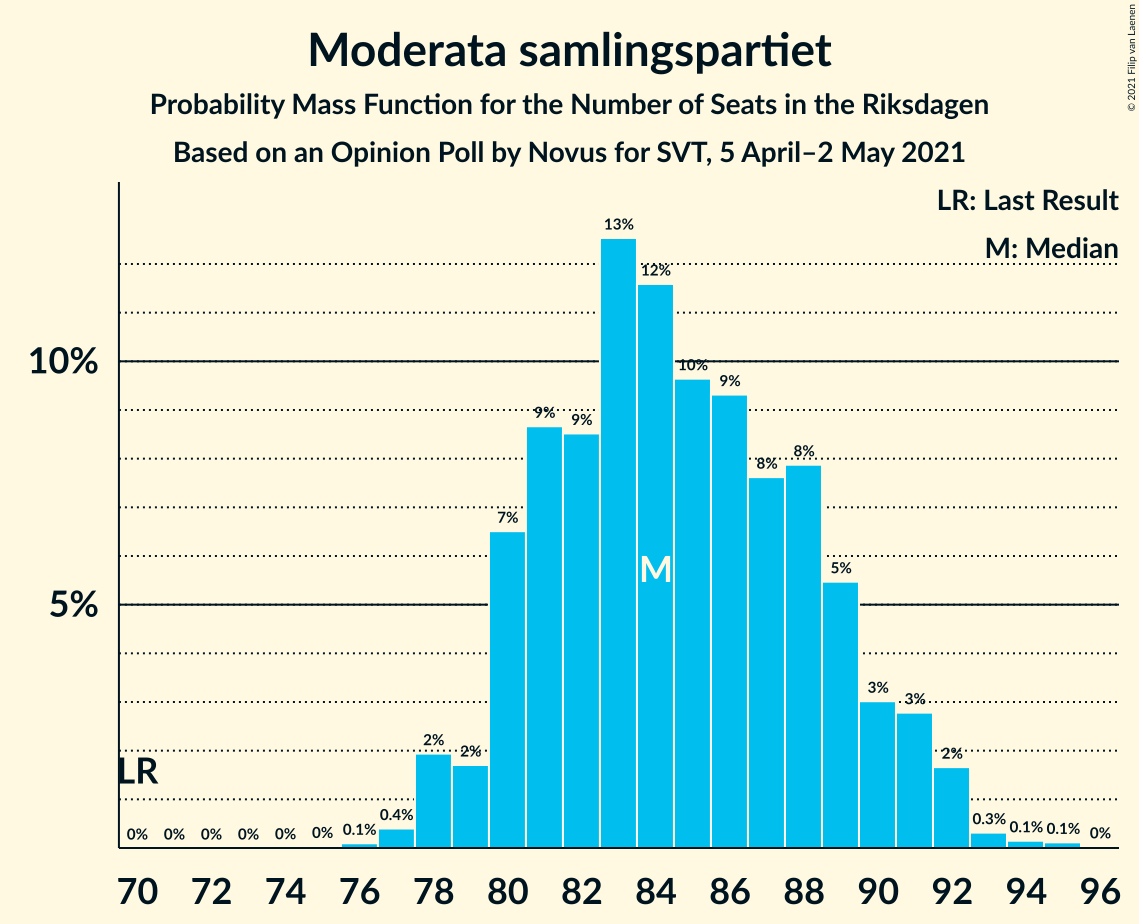 Moderata samlingspartiet
Probability Mass Function for the Number of Seats in the Riksdagen
Based on an Opinion Poll by Novus for SVT, 5 April–2 May 2021
© 2021 Filip van Laenen
LR: Last Result
M: Median
10%
5%
LR
M
0% 0% 0% 0% 0% 0% 0.1% 0.4% 2% 2% 7% 9% 9% 13% 12% 10% 9% 8% 8% 5% 3% 3% 2% 0.3% 0.1% 0.1% 0%
70 72 74 76 78 80 82 84 86 88 90 92 94 96